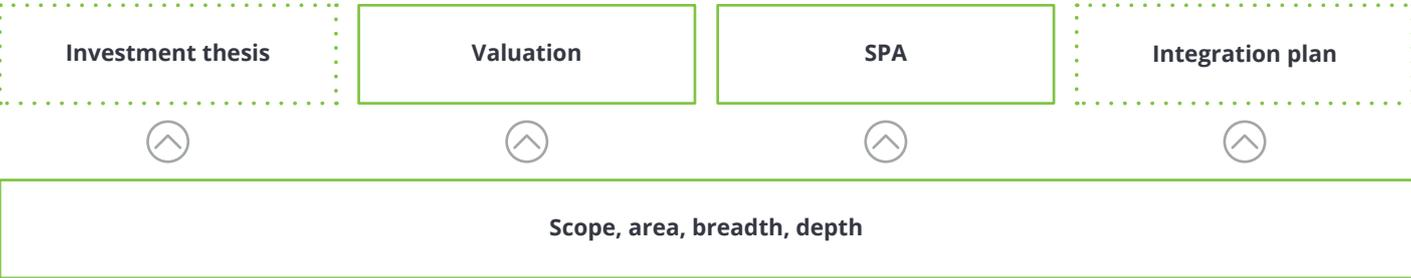 Investment thesis
Valuation
SPA
Integration plan
Scope, area, breadth, depth